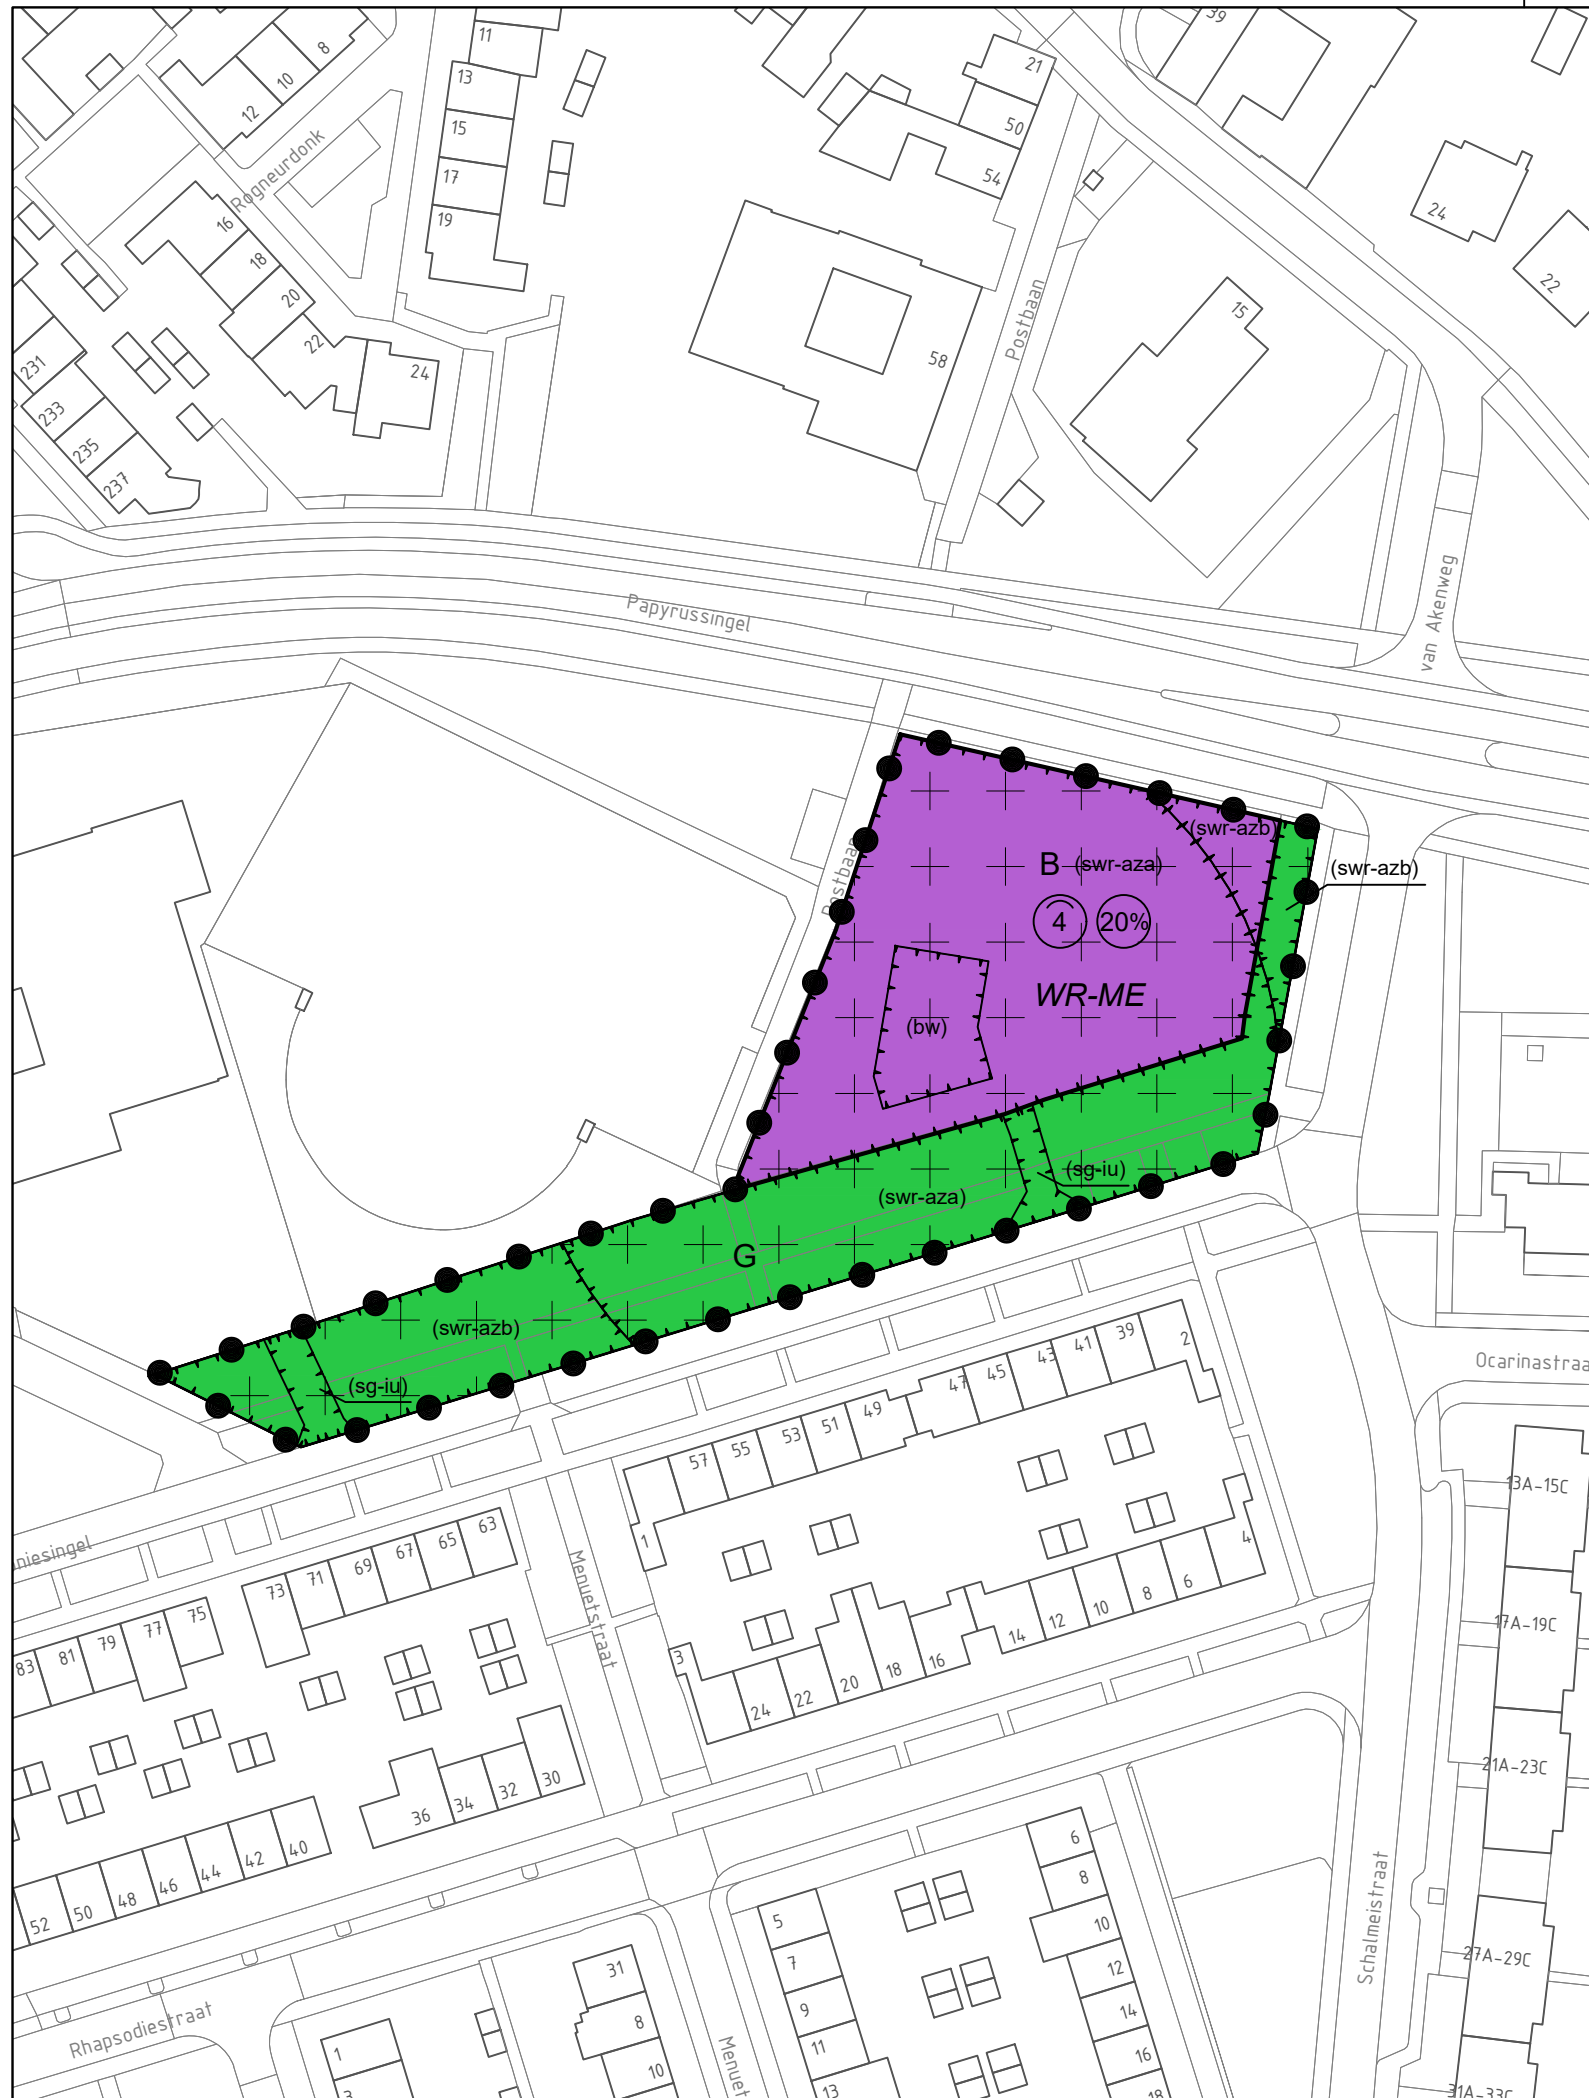 39
11
8
10
12
13
15
17
19
21
50
54
Rogneurdonk
16
18
20
22
24
24
22
15
58
Postbaan
231
233
235
237
van Akenweg
Papyrussingel
(swr-azb)
B (swr-aza)
(swr-azb)
4 20%
Postbaan
WR-ME
(bw)
(sg-iu)
(swr-aza)
G
(swr-azb)
(sg-iu)
Ocarinastraa
57 55 53 51 49 47 45 43 41 39 2
1
13A-15C
niesingel
73 71 69 67 65 63
Menuetstraat
4
24 22 20 18 16 14 12 10 8 6
3
17A-19C
83 81 79 77 75
21A-23C
36 34 32 30
52 50 48 46 44 42 40
Schalmeistraat
27A-29C
31A-33C
Rhapsodiestraat
1
3
31
8
10
Menuet
5
7
9
11
13
6
8
10
12
14
16
18